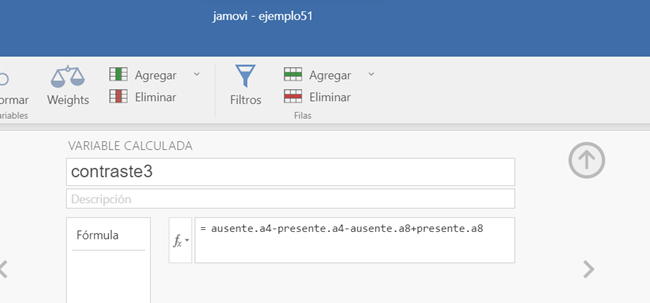 jamovi - ejemplo51
ormar
Weights
Agregar
Eliminar
Filtros
Agregar
Eliminar
ariables
Filas
VARIABLE CALCULADA
contraste3
Descripción
Fórmula
fx
= ausente.a4-presente.a4-ausente.a8+presente.a8